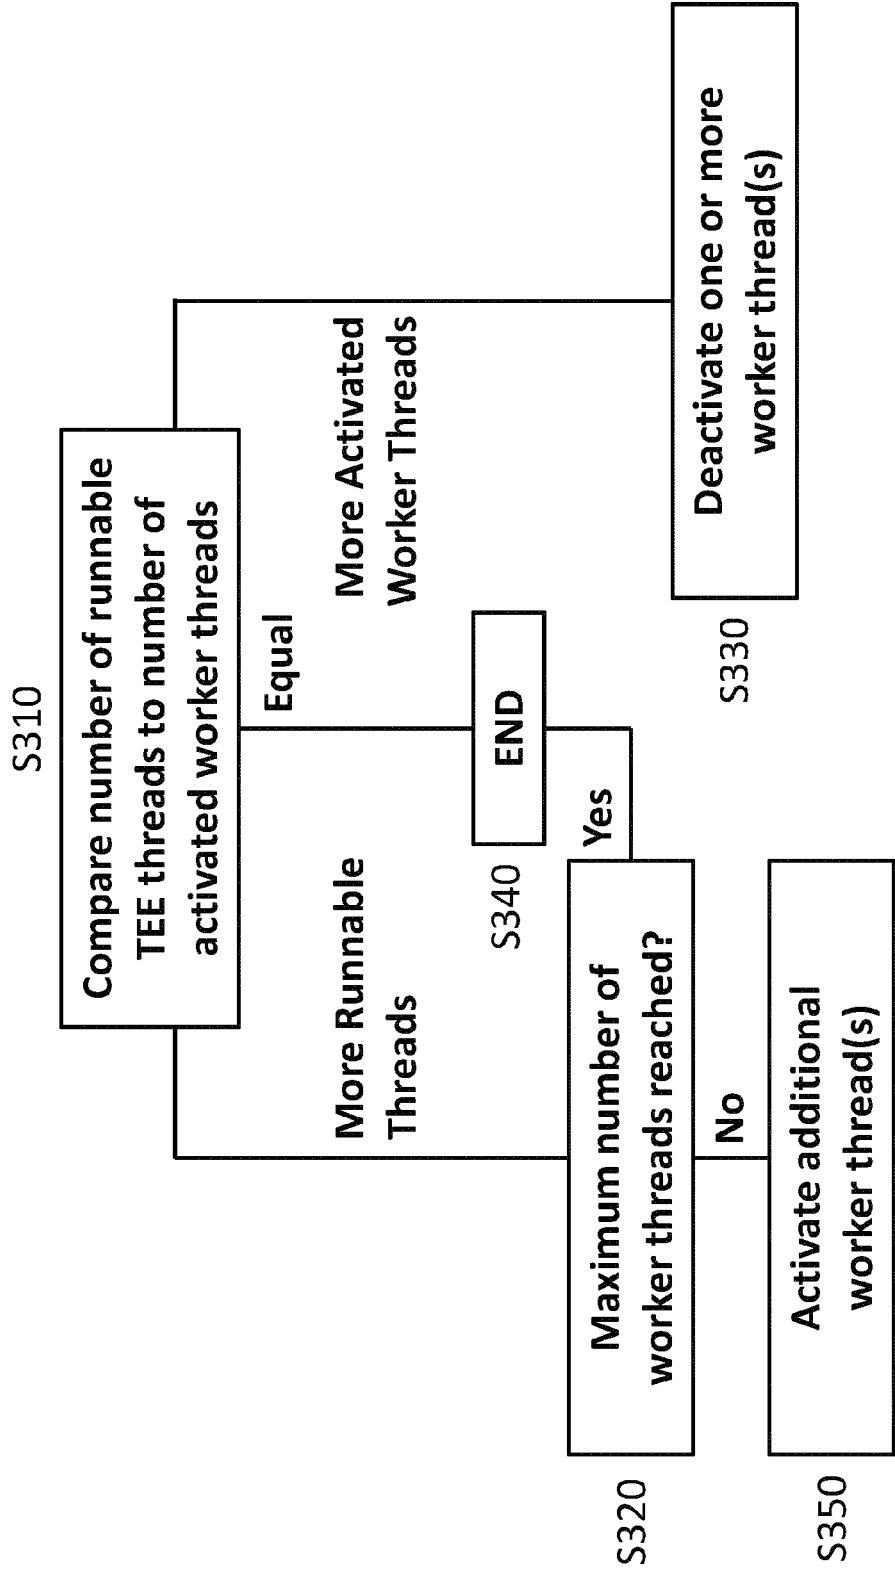 S310
Compare number of runnable
TEE threads to number of
activated worker threads
Equal
More Runnable
Threads
More Activated
Worker Threads
S340
END
Yes
S320
Maximum number of
worker threads reached?
S330
Deactivate one or more
worker thread(s)
No
S350
Activate additional
worker thread(s)